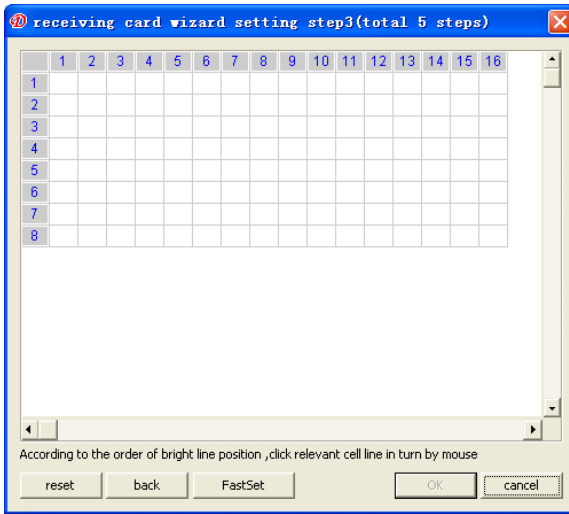 receiving card wizard setting step3(total 5 steps)
1 2 3 4 5 6 7 8 9 10 11 12 13 14 15 16
1
2
3
4
5
6
7
8
According to the order of bright line position ,click relevant cell line in turn by mouse
reset back FastSet OK cancel